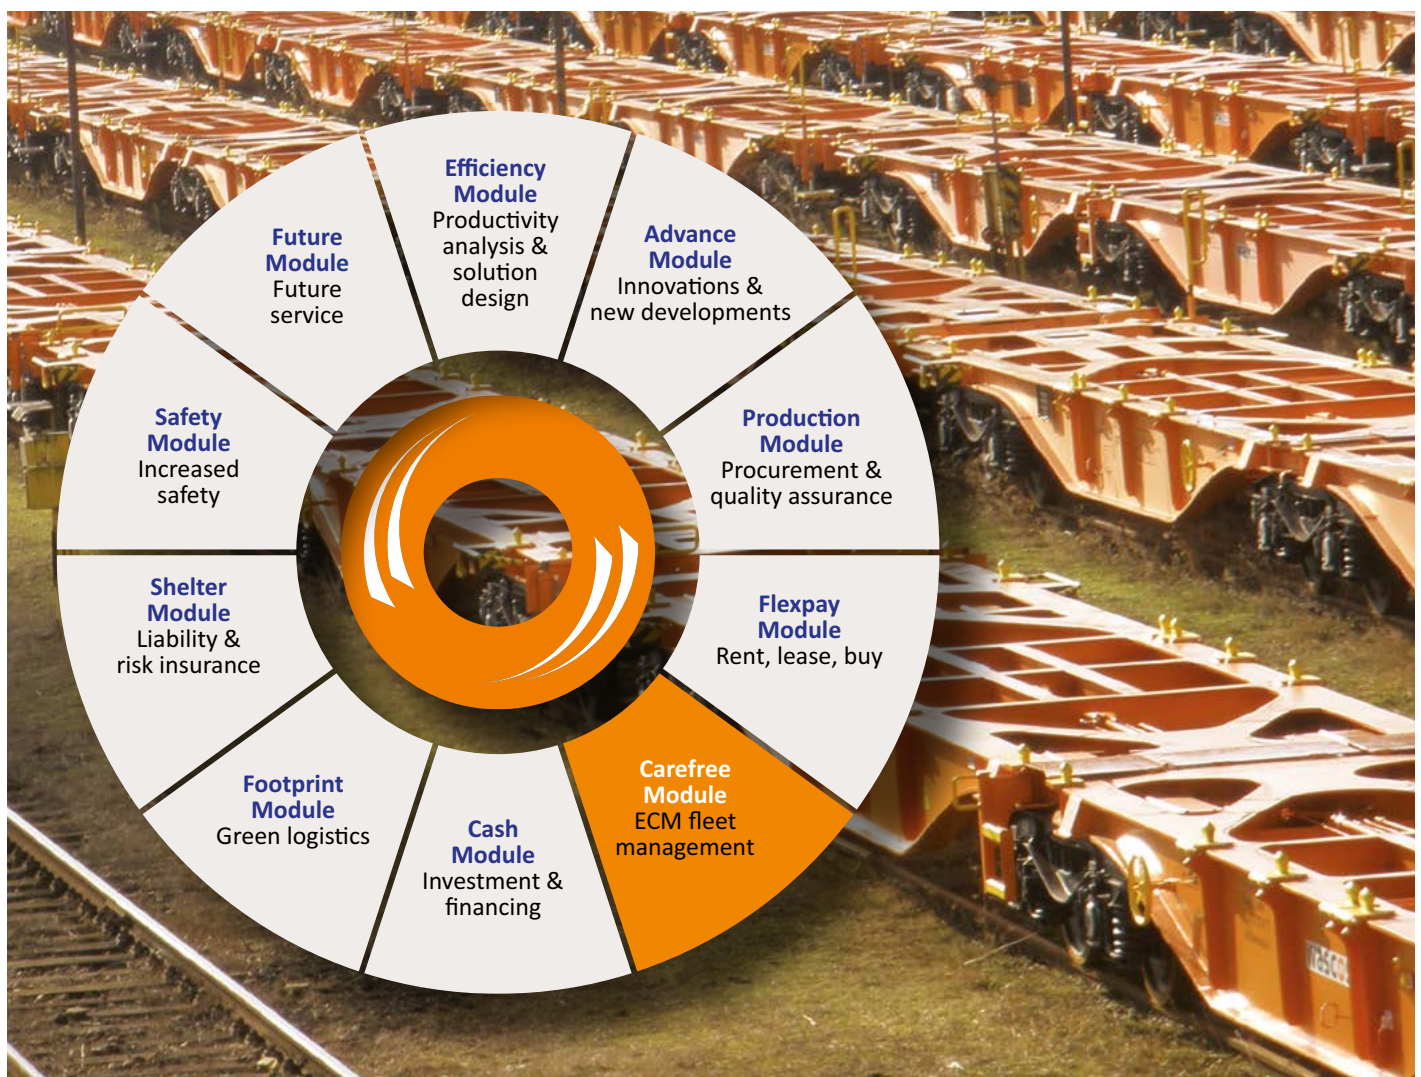 Efficiency
Module
Productivity
analysis &
solution
design
Advance
Module
Innovations &
new developments
Production
Module
Procurement &
quality assurance
Flexpay
Module
Rent, lease, buy
Carefree
Module
ECM fleet
management
Cash
Module
Investment &
financing
Footprint
Module
Green logistics
Shelter
Module
Liability &
risk insurance
Safety
Module
Increased
safety
Future
Module
Future
service